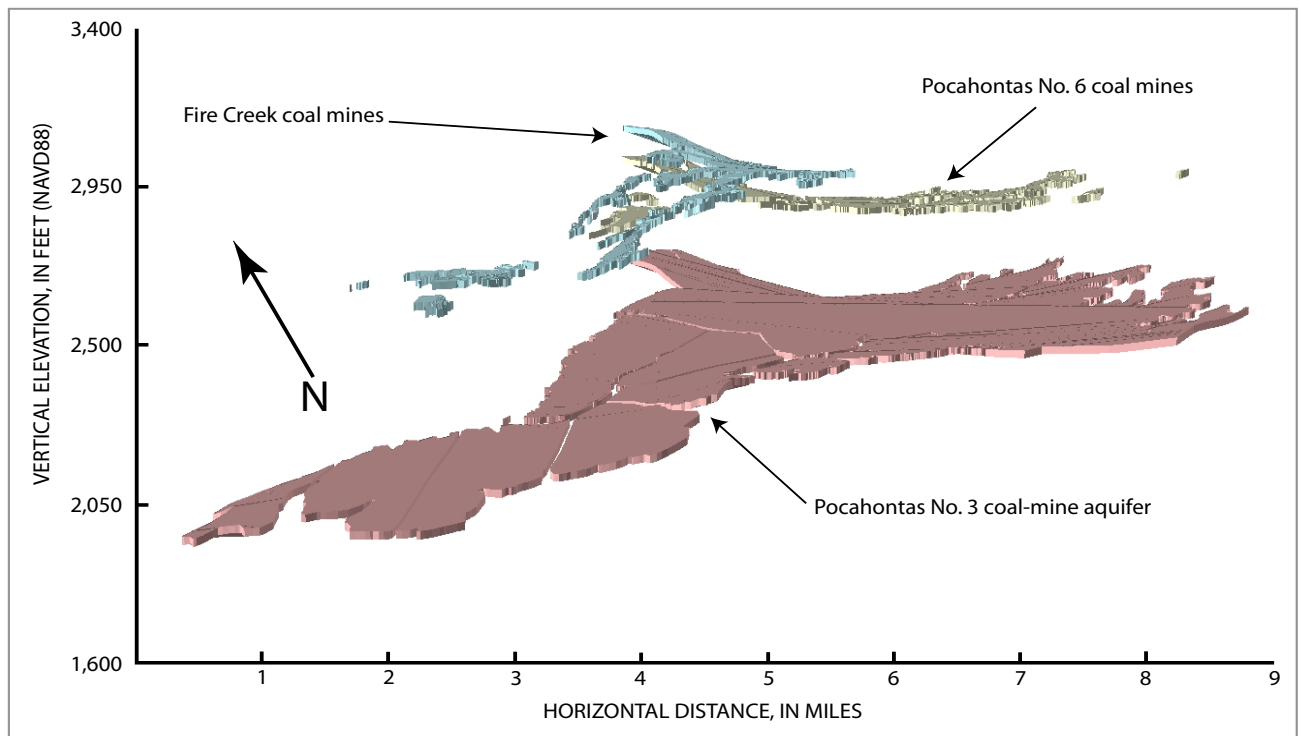 3,400
2,950
2,500
2,050
1,600
VERTICAL ELEVATION, IN FEET (NAVD88)
Fire Creek coal mines
Pocahontas No. 6 coal mines
N
Pocahontas No. 3 coal-mine aquifer
1 2 3 4 5 6 7 8 9
HORIZONTAL DISTANCE, IN MILES